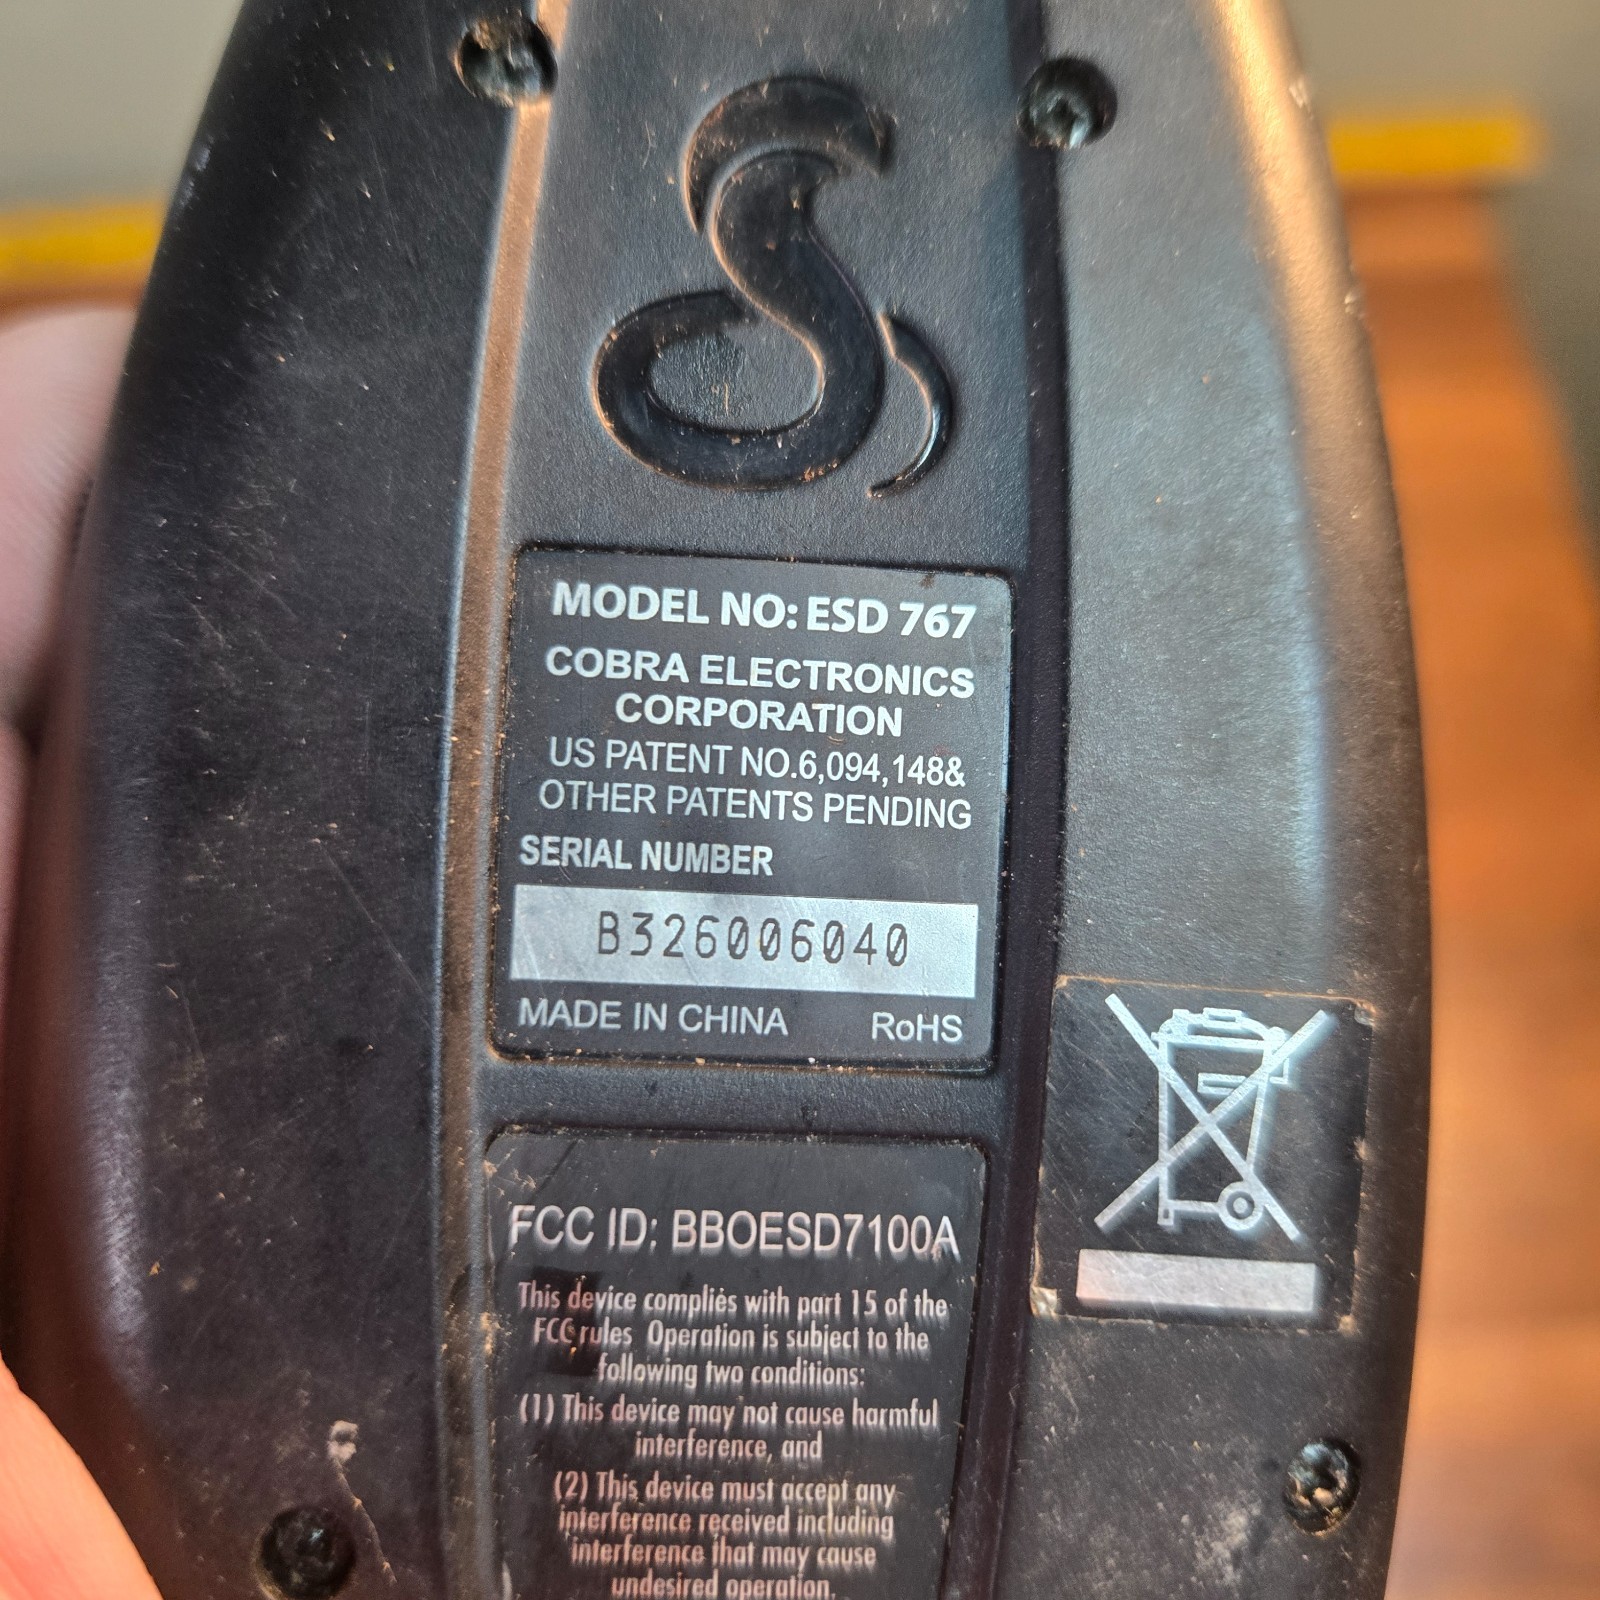 MODEL NO: ESD 767
COBRA ELECTRONICS
CORPORATION
US PATENT NO.6,094,148&
OTHER PATENTS PENDING
SERIAL NUMBER
B326006040
MADE IN CHINA RoHS
FCC ID: BBOESD7100A
This device complies with part 15 of the
FCC rules Operation is subject to the
following two conditions:
(1) This device may not cause harmful
interference, and
(2) This device must accept any
interference received including
interference that may cause
undesired operation.